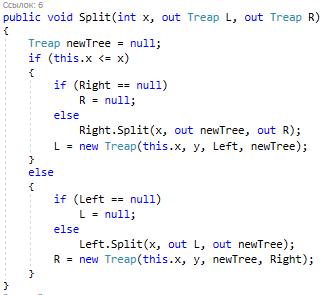 Ссылок: 6
public void Split(int x, out Treap L, out Treap R)
{
    Treap newTree = null;
    if (this.x <= x)
    {
        if (Right == null)
            R = null;
        else
            Right.Split(x, out newTree, out R);
        L = new Treap(this.x, y, Left, newTree);
    }
    else
    {
        if (Left == null)
            L = null;
        else
            Left.Split(x, out L, out newTree);
        R = new Treap(this.x, y, newTree, Right);
    }
}